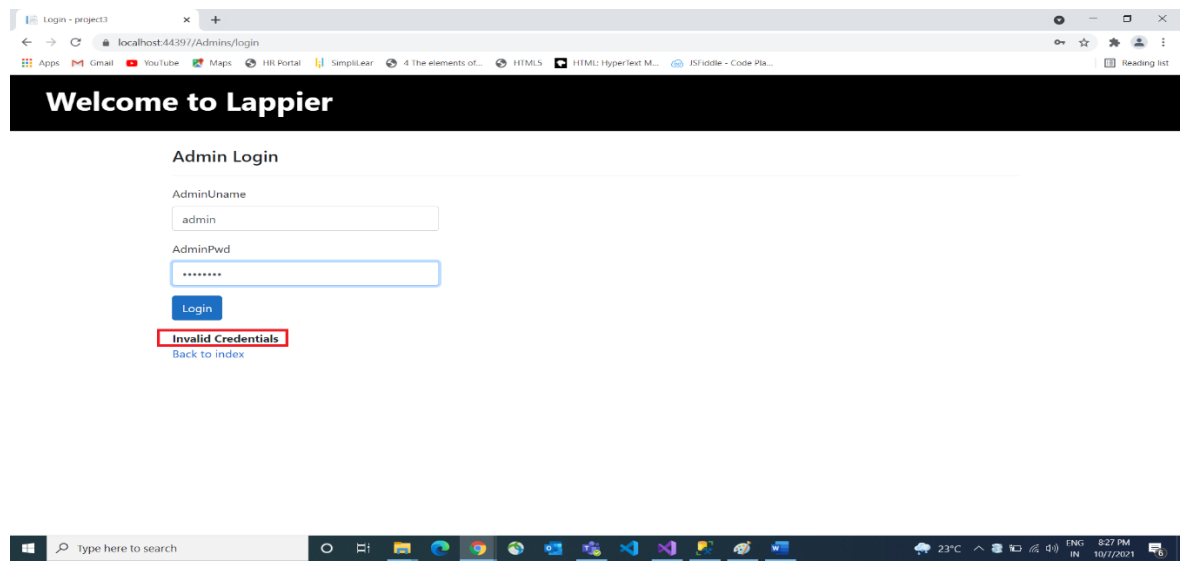 Login - project3
localhost:44397/Admins/login
Apps Gmail YouTube Maps HR Portal SimpliLear 4 The elements of... HTML5 HTML: HyperText M... JSFiddle - Code Pla... Reading list
Welcome to Lappier
Admin Login
AdminUname
admin
AdminPwd
Login
Invalid Credentials
Back to index
Type here to search 23°C ENG 8:27 PM
IN 10/7/2021 6